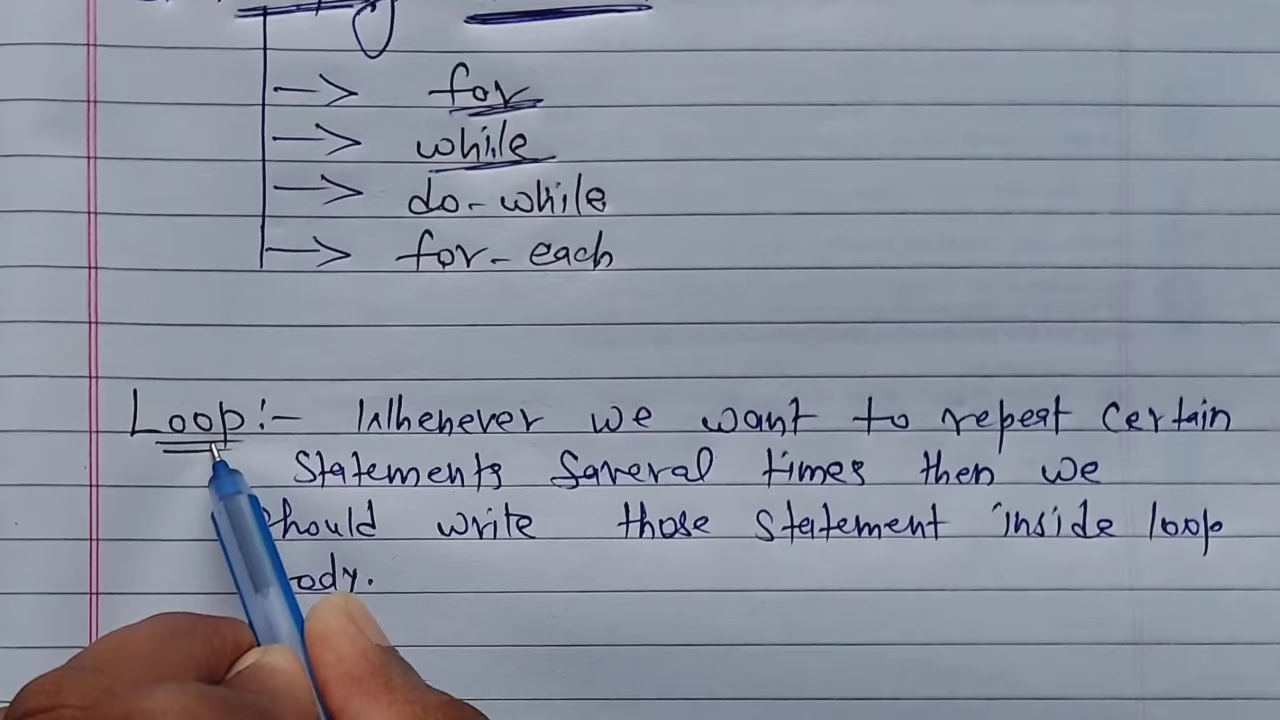 → for
→ while
→ do-while
→ for-each
Loop:- Whenever we want to repeat certain
statements several times then we
should write those statement inside loop
ody.